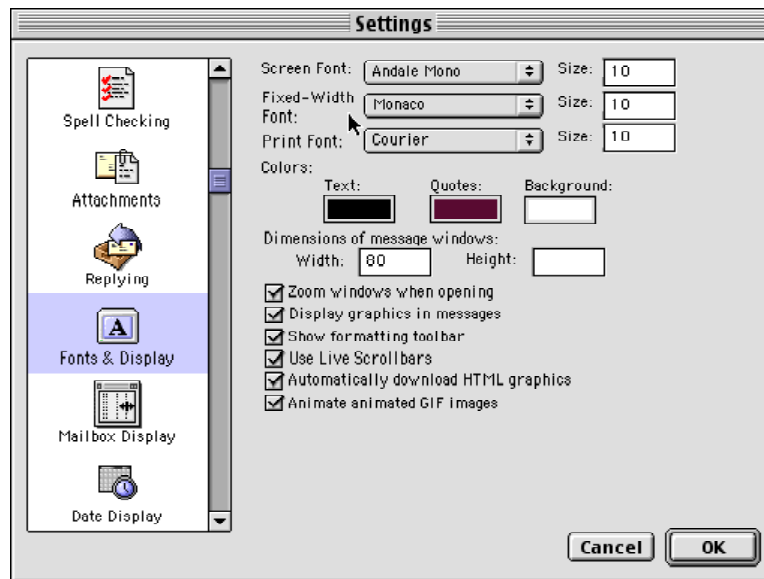 Settings
Spell Checking
Attachments
Replying
A
Fonts & Display
Mailbox Display
Date Display
Screen Font: Andale Mono Size: 10
Fixed-Width
Font: Monaco Size: 10
Print Font: Courier Size: 10
Colors:
Text: Quotes: Background:
Dimensions of message windows:
Width: 80 Height:
Zoom windows when opening
Display graphics in messages
Show formatting toolbar
Use Live Scrollbars
Automatically download HTML graphics
Animate animated GIF images
Cancel OK